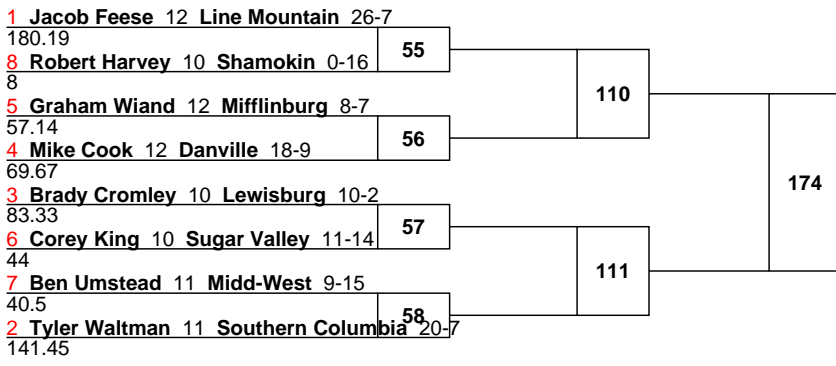 1 Jacob Feese 12 Line Mountain 26-7
180.19
55
8 Robert Harvey 10 Shamokin 0-16
8
110
5 Graham Wiand 12 Mifflinburg 8-7
57.14
56
4 Mike Cook 12 Danville 18-9
69.67
174
3 Brady Cromley 10 Lewisburg 10-2
83.33
57
6 Corey King 10 Sugar Valley 11-14
44
111
7 Ben Umstead 11 Midd-West 9-15
40.5
58
2 Tyler Waltman 11 Southern Columbia 20-7
141.45